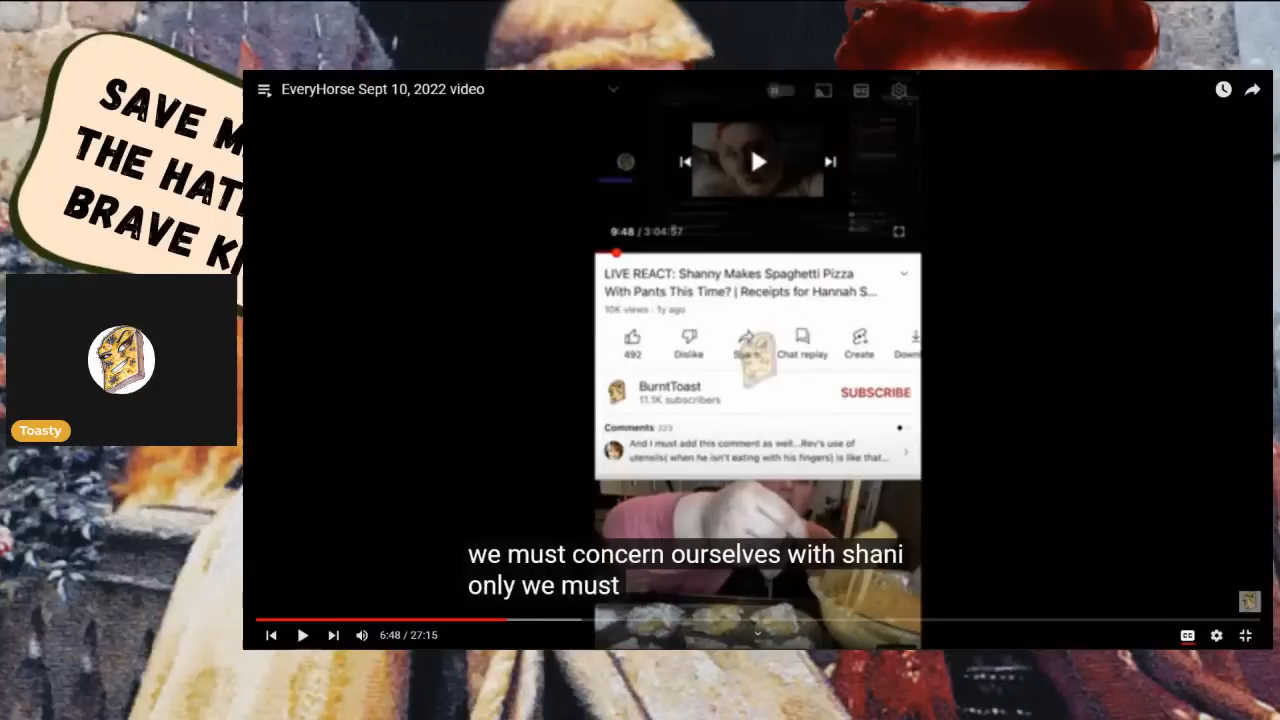 SAVE M
THE HAT
BRAVE K
Toasty
EveryHorse Sept 10, 2022 video
9:48 / 3:04:57
LIVE REACT: Shanny Makes Spaghetti Pizza
With Pants This Time? | Receipts for Hannah S...
10K views · 1y ago
492
Dislike
Chat replay
Create
Down
BurntToast
11.1K subscribers
SUBSCRIBE
Comments 323
And I must add this comment as well...Rev's use of
utensils( when he isn't eating with his fingers) is like that...
we must concern ourselves with shani
only we must
6:48 / 27:15
CC